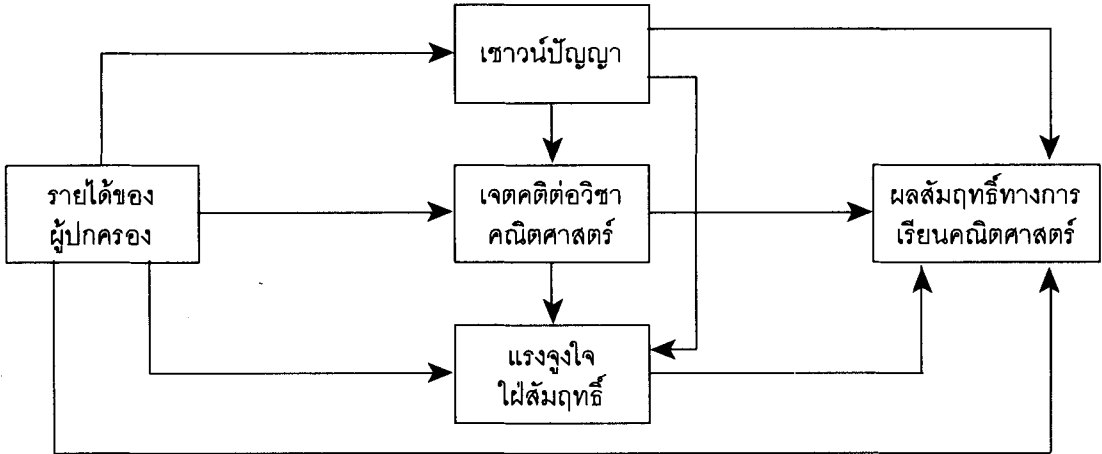 เชาวน์ปัญญา
รายได้ของ
ผู้ปกครอง
เจตคติต่อวิชา
คณิตศาสตร์
ผลสัมฤทธิ์ทางการ
เรียนคณิตศาสตร์
แรงจูงใจ
ใฝ่สัมฤทธิ์